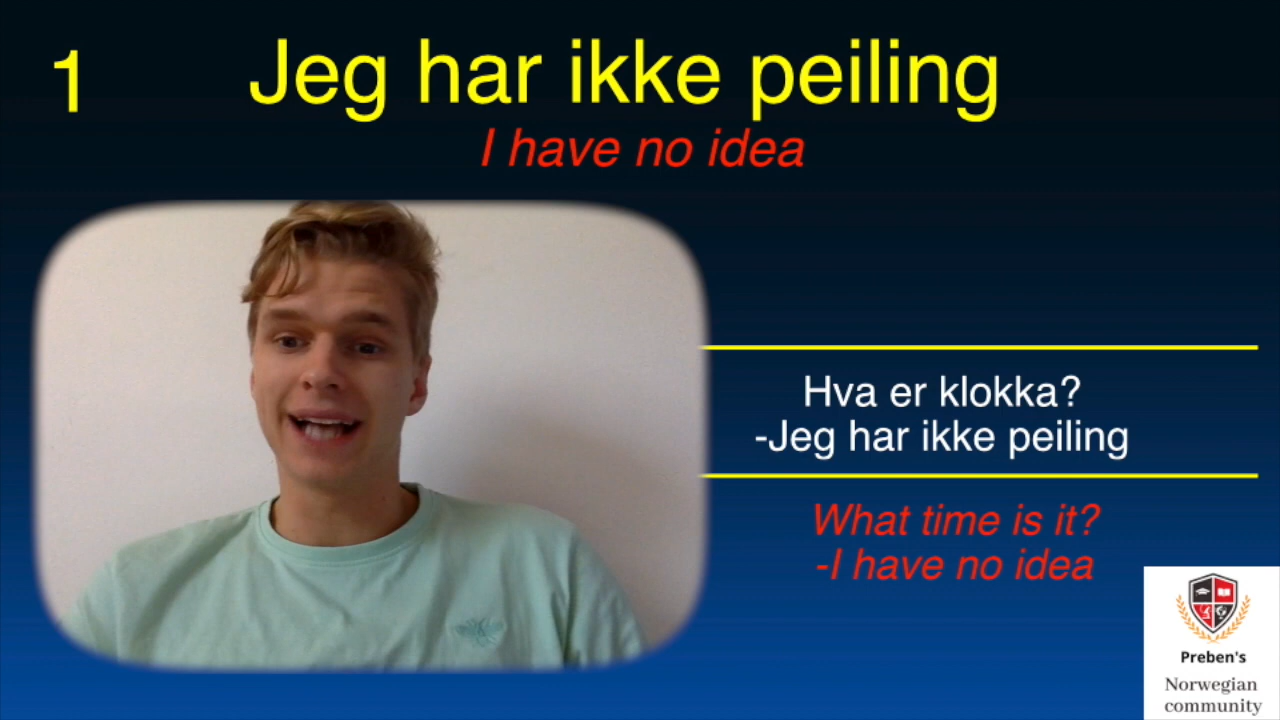 1
Jeg har ikke peiling
I have no idea
Hva er klokka?
-Jeg har ikke peiling
What time is it?
-I have no idea
Preben's
Norwegian
community